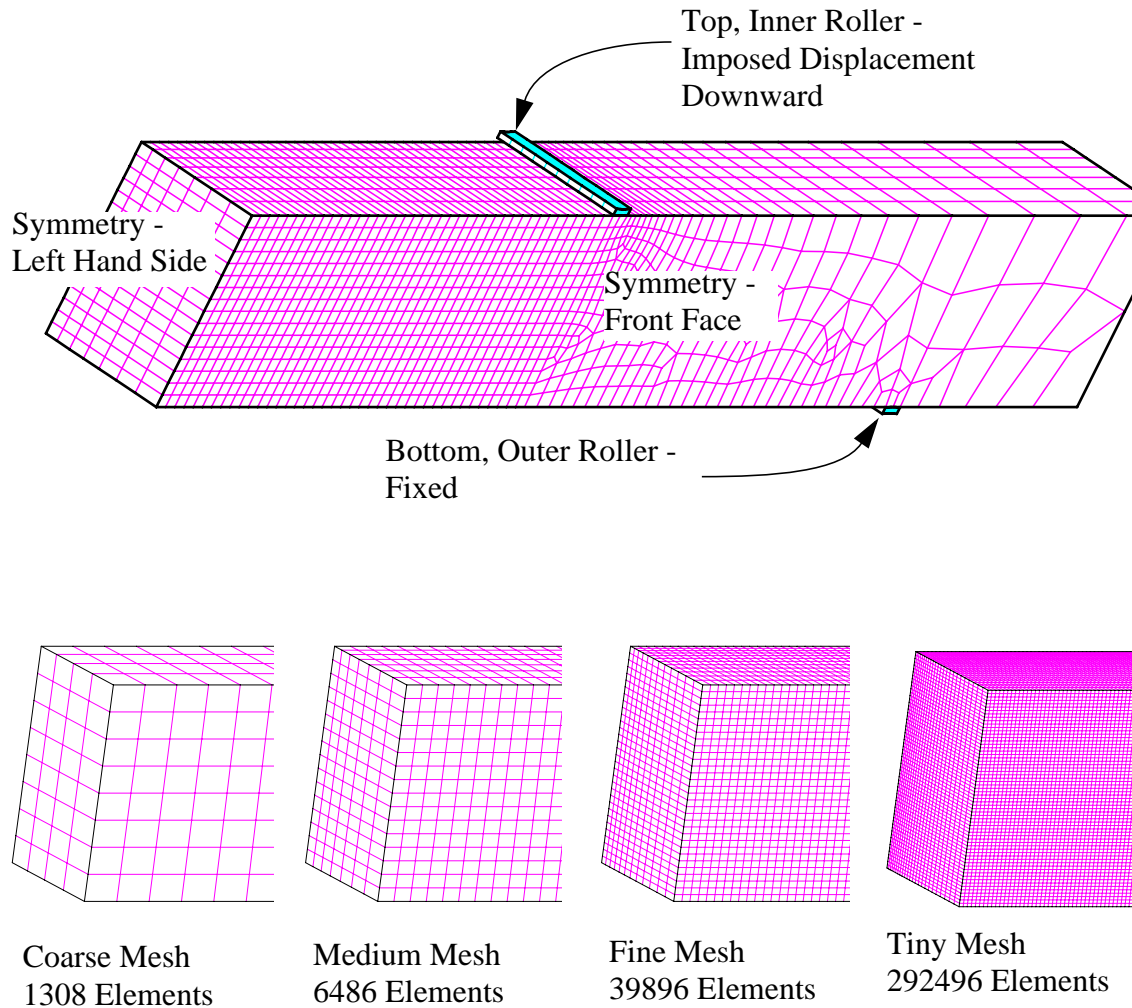 Top, Inner Roller -
Imposed Displacement
Downward
Symmetry -
Left Hand Side
Symmetry -
Front Face
Bottom, Outer Roller -
Fixed
Coarse Mesh
1308 Elements
Medium Mesh
6486 Elements
Fine Mesh
39896 Elements
Tiny Mesh
292496 Elements